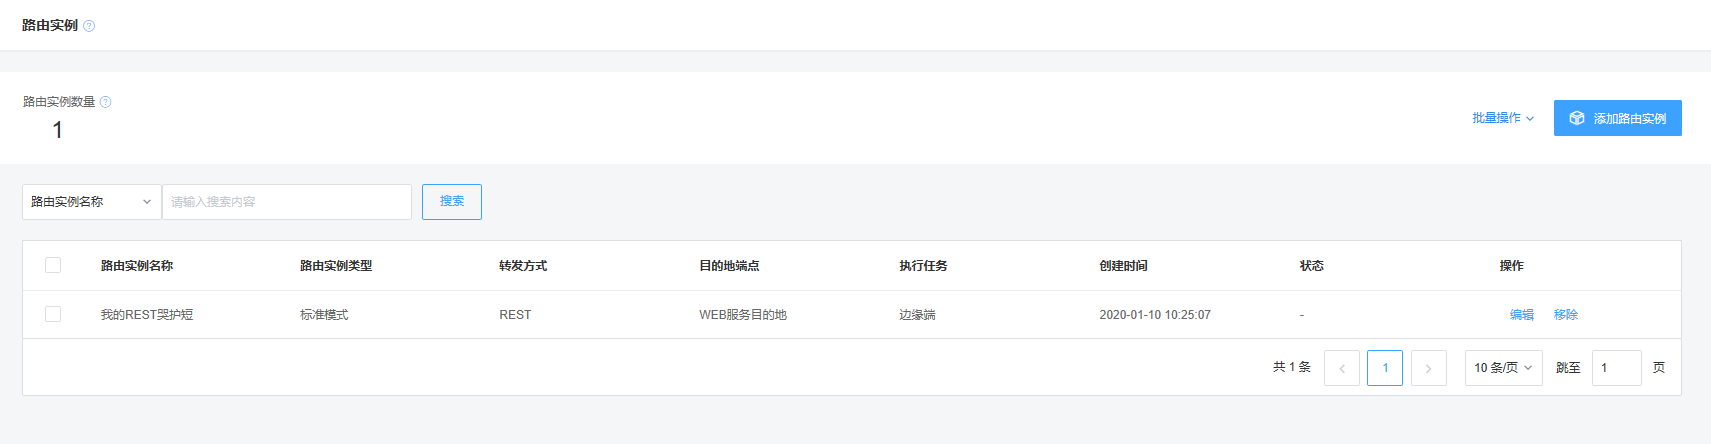 路由实例 ?
路由实例数量 ?
1
批量操作
添加路由实例
路由实例名称 请输入搜索内容 搜索
路由实例名称 路由实例类型 转发方式 目的地端点 执行任务 创建时间 状态 操作
我的REST哭护短 标准模式 REST WEB服务目的地 边缘端 2020-01-10 10:25:07 - 编辑 移除
共 1 条 < 1 > 10 条/页 跳至 1 页